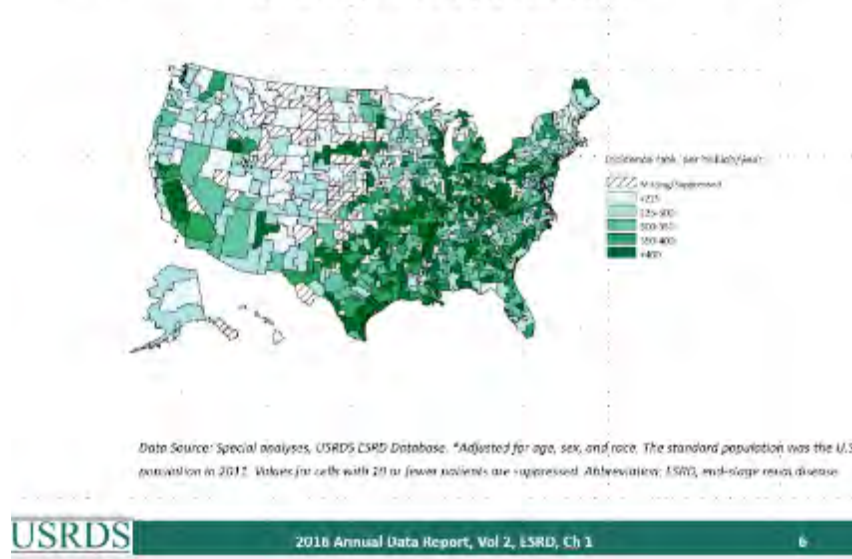 Incidence rate, per million/year
Missing/Suppressed
<225
>400
Data Source: Special analyses, USRDS ESRD Database. *Adjusted for age, sex, and race. The standard population was the U.S
population in 2011. Values for cells with 10 or fewer patients are suppressed. Abbreviation: ESRD, end-stage renal disease
USRDS
2016 Annual Data Report, Vol 2, ESRD, Ch 1
6